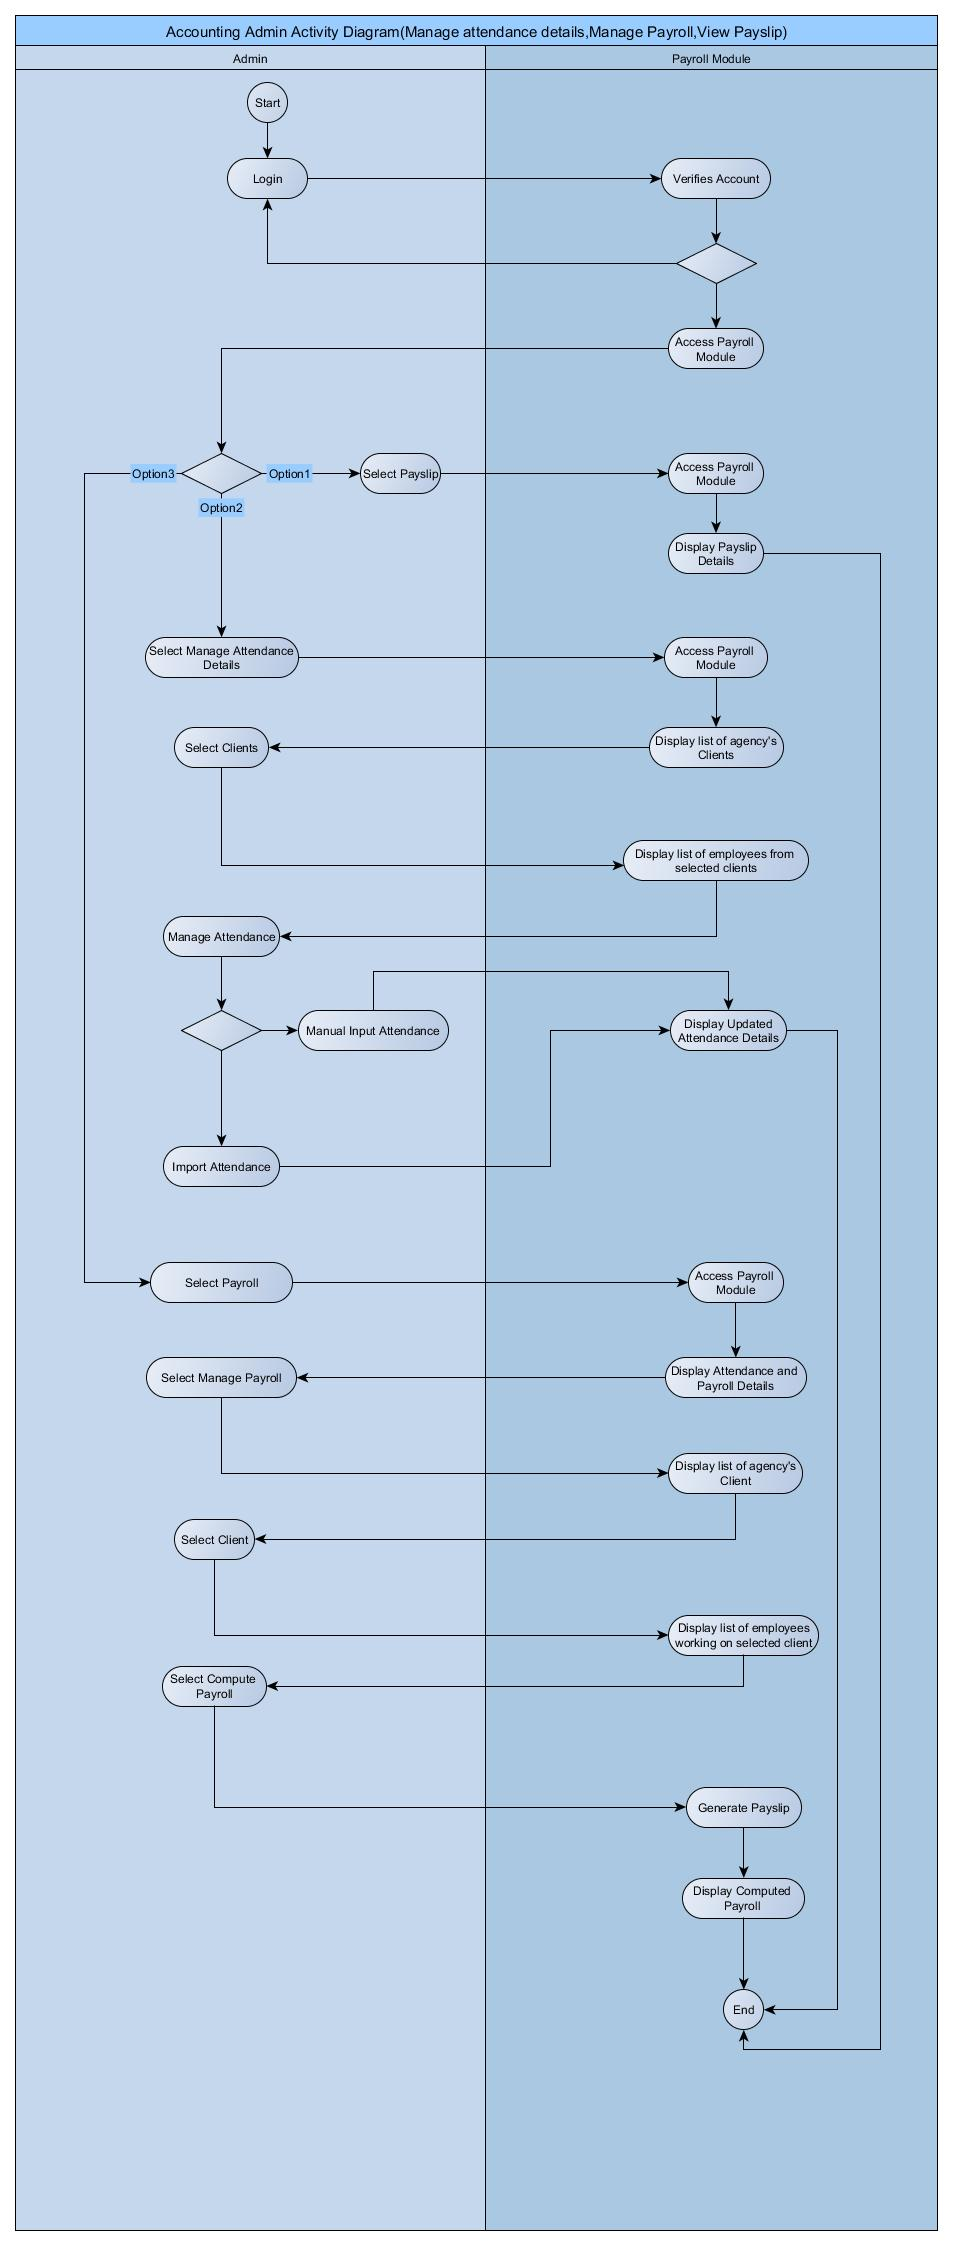 Accounting Admin Activity Diagram(Manage attendance details,Manage Payroll,View Payslip)
Admin
Payroll Module
Start
Login
Verifies Account
Access Payroll
Module
Option3
Option1
Option2
Select Payslip
Access Payroll
Module
Display Payslip
Details
Select Manage Attendance
Details
Access Payroll
Module
Select Clients
Display list of agency's
Clients
Display list of employees from
selected clients
Manage Attendance
Manual Input Attendance
Display Updated
Attendance Details
Import Attendance
Select Payroll
Access Payroll
Module
Select Manage Payroll
Display Attendance and
Payroll Details
Display list of agency's
Client
Select Client
Display list of employees
working on selected client
Select Compute
Payroll
Generate Payslip
Display Computed
Payroll
End